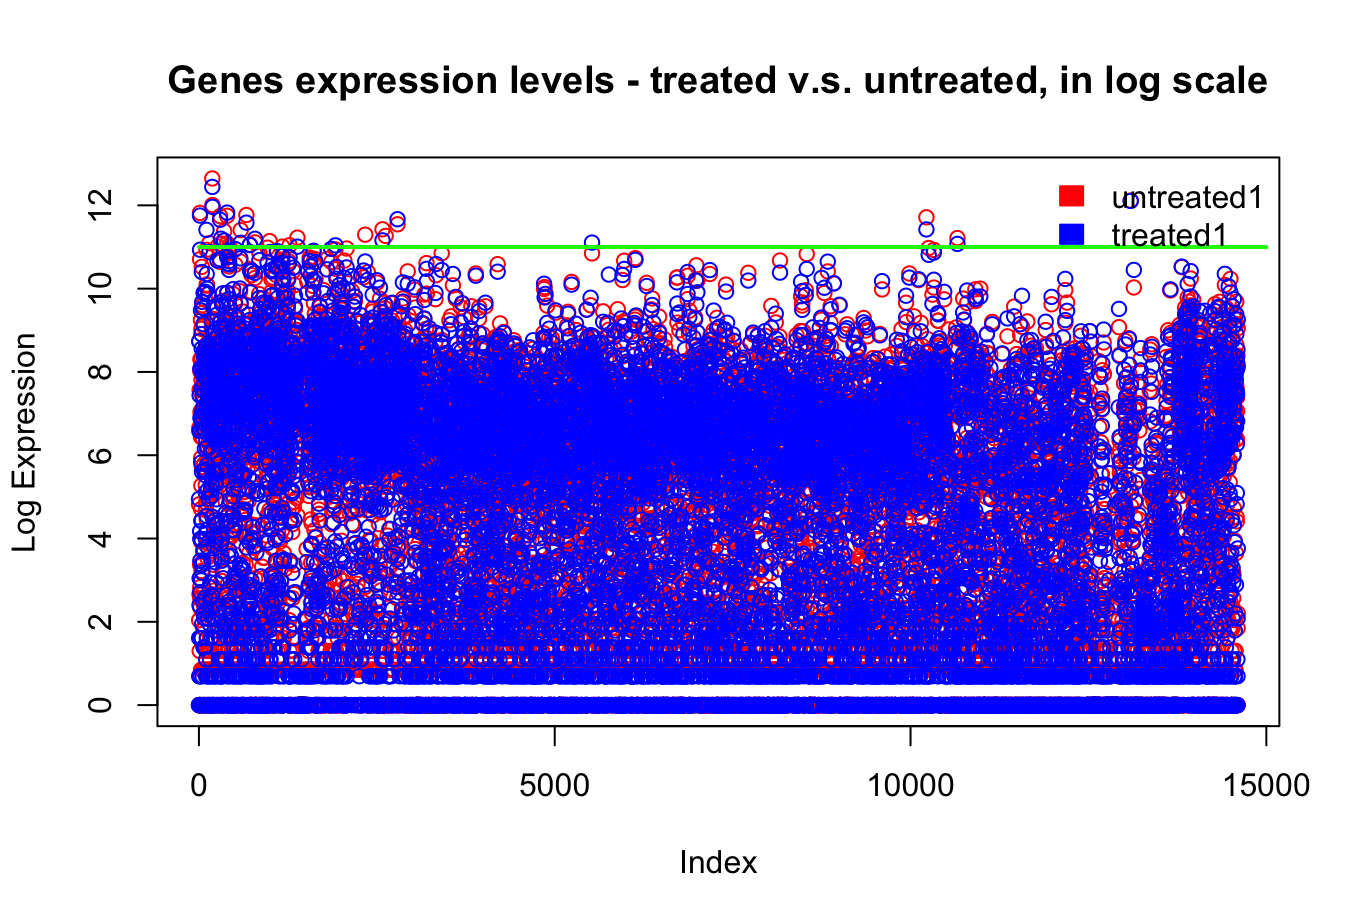 Genes expression levels - treated v.s. untreated, in log scale
untreated1
treated1
12
10
8
6
4
2
0
Log Expression
0 5000 10000 15000
Index